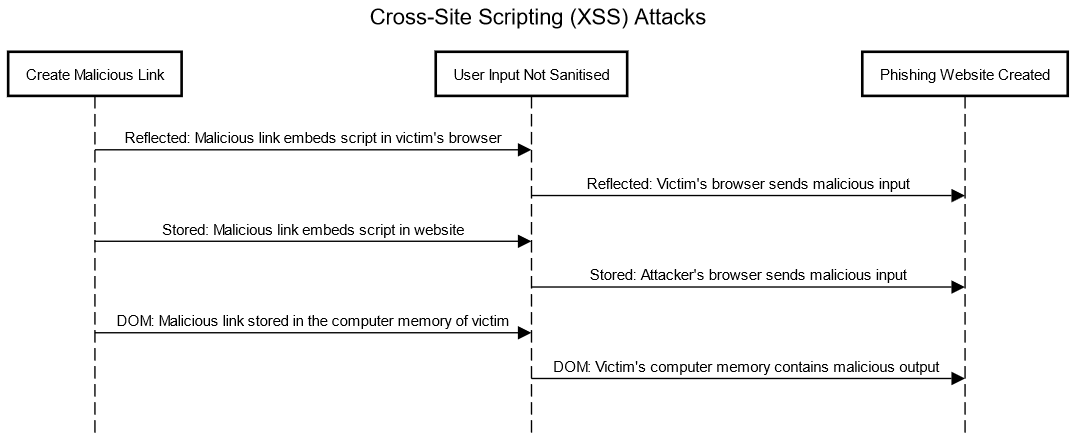 Cross-Site Scripting (XSS) Attacks
Create Malicious Link
User Input Not Sanitised
Phishing Website Created
Reflected: Malicious link embeds script in victim's browser
Reflected: Victim's browser sends malicious input
Stored: Malicious link embeds script in website
Stored: Attacker's browser sends malicious input
DOM: Malicious link stored in the computer memory of victim
DOM: Victim's computer memory contains malicious output